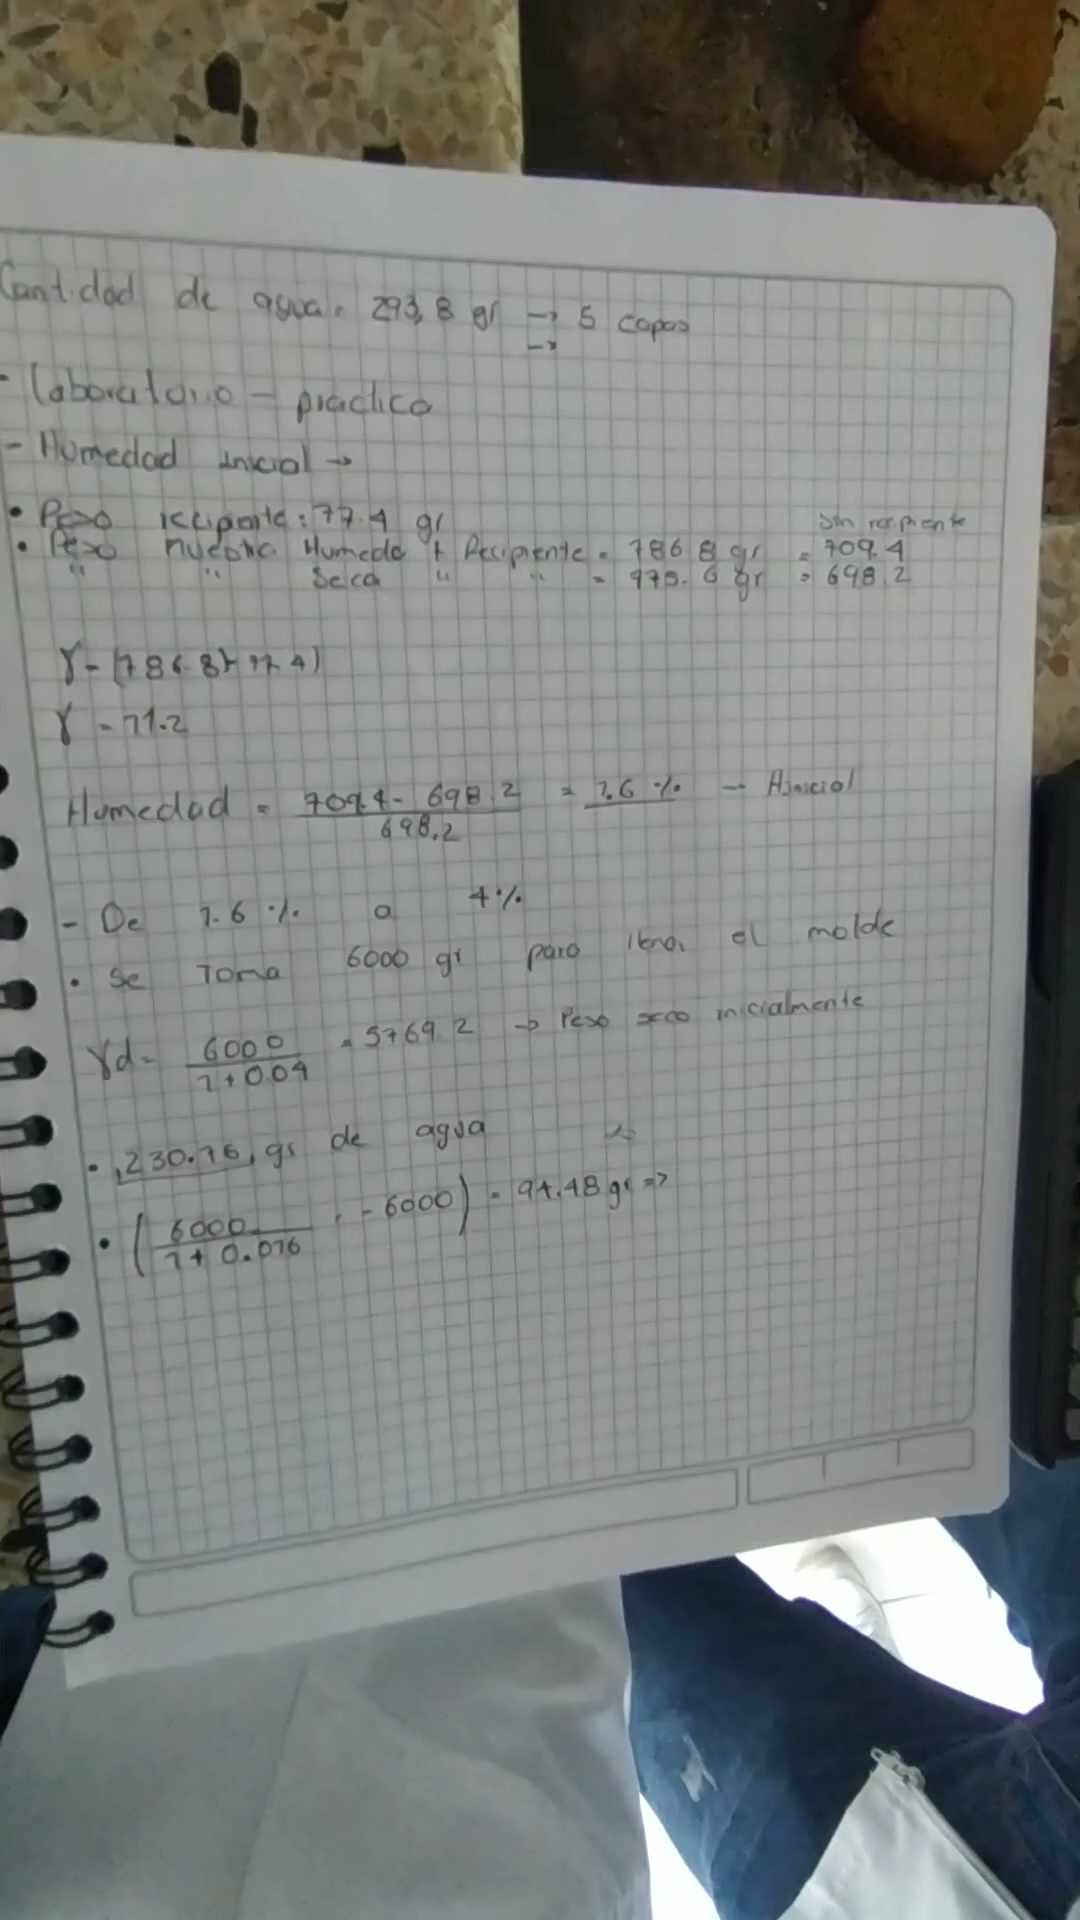 Cantidad de agua = 293,8 gr → 5 capas
→
- Laboratorio - practica
- Humedad inicial →
• Peso recipiente: 77.4 gr
Sin recipiente
• Peso muestra Humeda + Recipiente = 786.8 gr = 709.4
" " Seca " " = 775.6 gr = 698.2
γ = (786.8) 77.4)
γ = 71.2
Humedad = 709.4 - 698.2 / 698.2 = 1.6 % → H inicial
- De 1.6 % a 4%
• Se Toma 6000 gr para el molde
γd = 6000 / 1 + 0.04 = 5769.2 → Peso seco inicialmente
• 230.76, gr de agua
• ( 6000 / 1 + 0.016 - 6000 ) = 94.48 gr =>